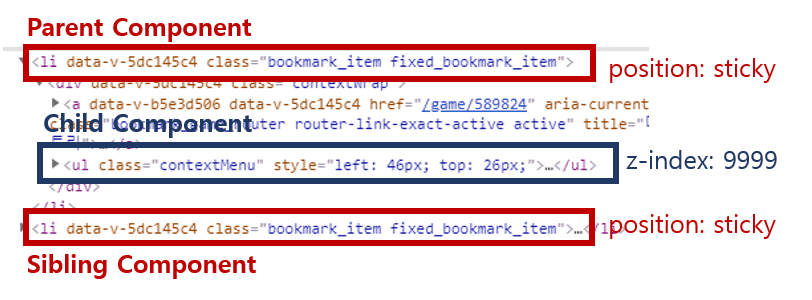 Parent Component
<li data-v-5dc145c4 class="bookmark_item fixed_bookmark_item">
position: sticky
<div data-v-5dc145c4 class="contextWrap">
<a data-v-b5e3d506 data-v-5dc145c4 href="/game/589824" aria-current
Child Component
class="bookmark router router-link-exact-active active" title="
<ul class="contextMenu" style="left: 46px; top: 26px;">…</ul>
z-index: 9999
</div>
</li>
<li data-v-5dc145c4 class="bookmark_item fixed_bookmark_item">…</li>
position: sticky
Sibling Component